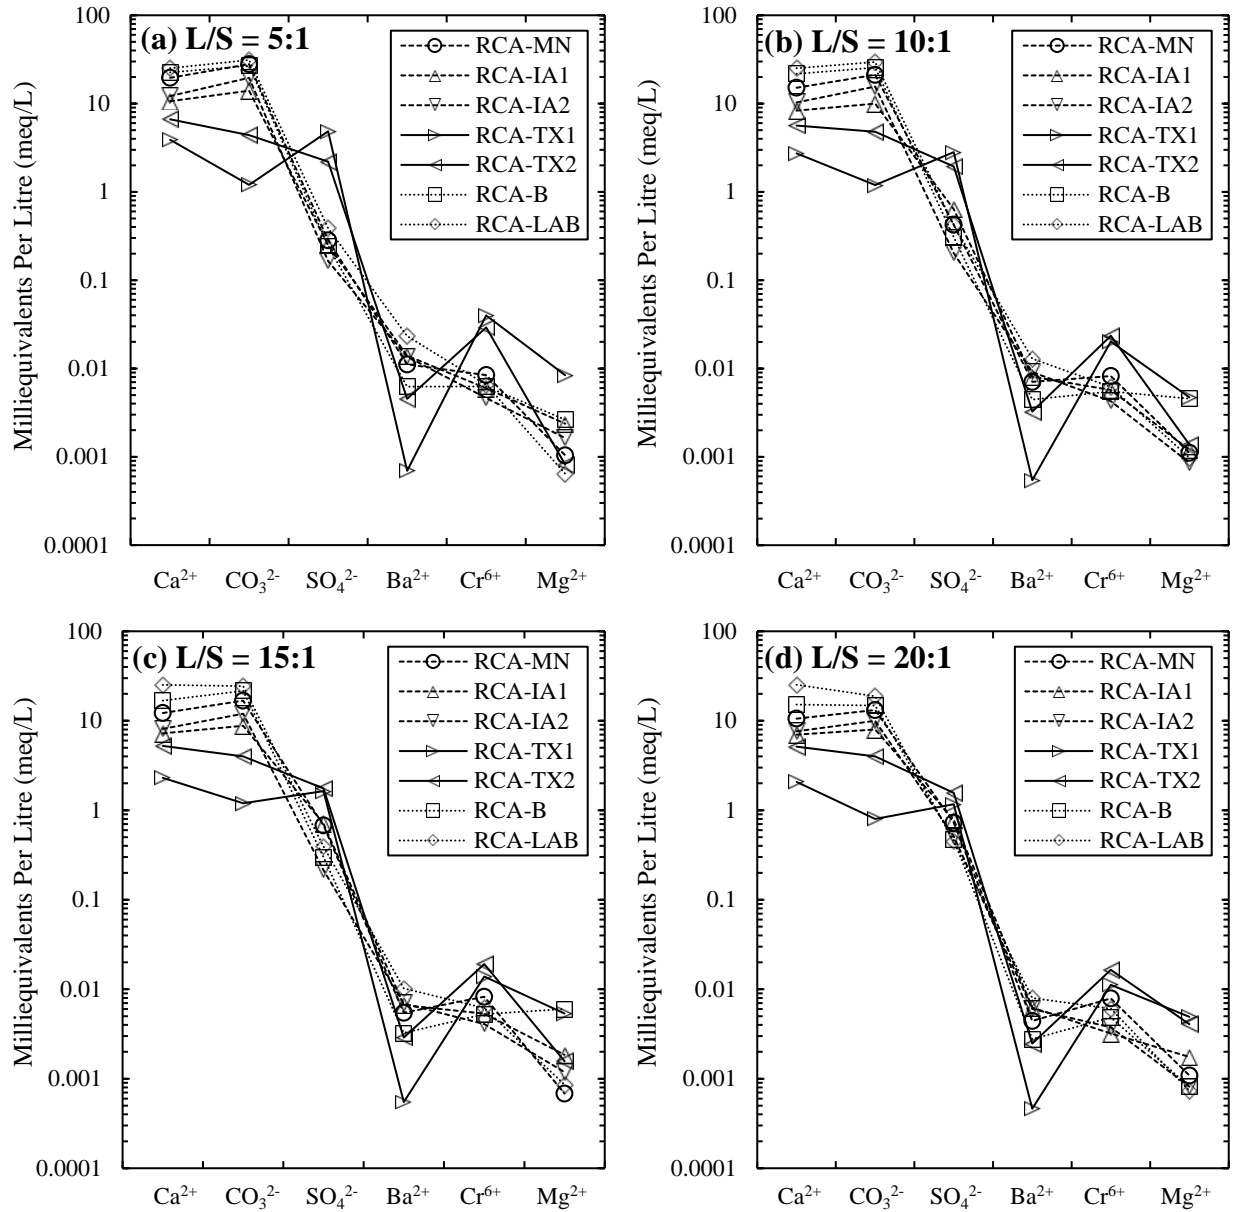 (a) L/S = 5:1
Milliequivalents Per Litre (meq/L)
100
10
1
0.1
0.01
0.001
0.0001
RCA-MN
RCA-IA1
RCA-IA2
RCA-TX1
RCA-TX2
RCA-B
RCA-LAB
Ca²⁺ CO₃²⁻ SO₄²⁻ Ba²⁺ Cr⁶⁺ Mg²⁺
(b) L/S = 10:1
Milliequivalents Per Litre (meq/L)
100
10
1
0.1
0.01
0.001
0.0001
RCA-MN
RCA-IA1
RCA-IA2
RCA-TX1
RCA-TX2
RCA-B
RCA-LAB
Ca²⁺ CO₃²⁻ SO₄²⁻ Ba²⁺ Cr⁶⁺ Mg²⁺
(c) L/S = 15:1
Milliequivalents Per Litre (meq/L)
100
10
1
0.1
0.01
0.001
0.0001
RCA-MN
RCA-IA1
RCA-IA2
RCA-TX1
RCA-TX2
RCA-B
RCA-LAB
Ca²⁺ CO₃²⁻ SO₄²⁻ Ba²⁺ Cr⁶⁺ Mg²⁺
(d) L/S = 20:1
Milliequivalents Per Litre (meq/L)
100
10
1
0.1
0.01
0.001
0.0001
RCA-MN
RCA-IA1
RCA-IA2
RCA-TX1
RCA-TX2
RCA-B
RCA-LAB
Ca²⁺ CO₃²⁻ SO₄²⁻ Ba²⁺ Cr⁶⁺ Mg²⁺